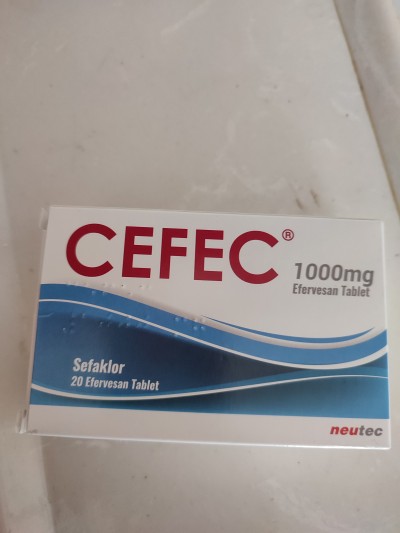 CEFEC®
1000mg
Efervesan Tablet
Sefaklor
20 Efervesan Tablet
neutec